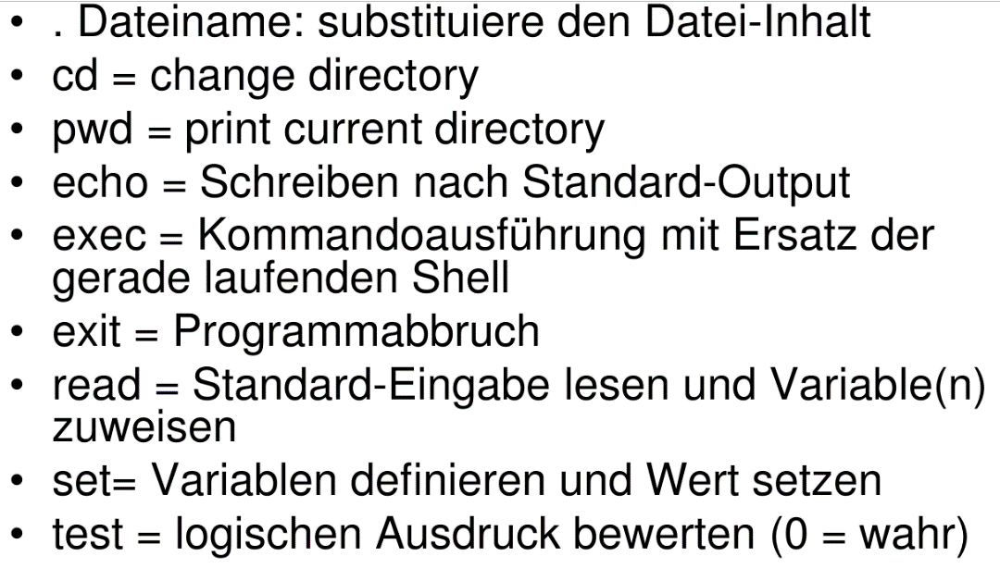 • . Dateiname: substituiere den Datei-Inhalt
• cd = change directory
• pwd = print current directory
• echo = Schreiben nach Standard-Output
• exec = Kommandoausführung mit Ersatz der
gerade laufenden Shell
• exit = Programmabbruch
• read = Standard-Eingabe lesen und Variable(n)
zuweisen
• set= Variablen definieren und Wert setzen
• test = logischen Ausdruck bewerten (0 = wahr)